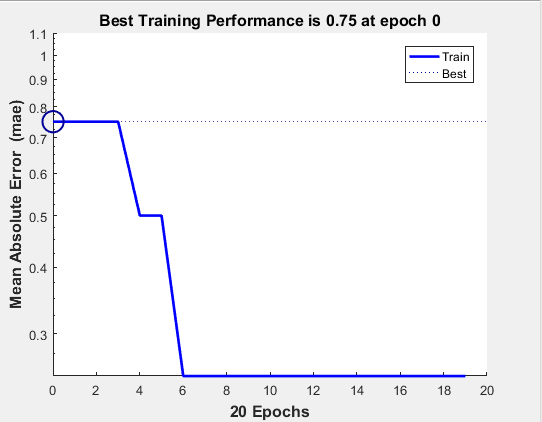 Best Training Performance is 0.75 at epoch 0
1.1
1
0.9
0.8
0.7
0.6
0.5
0.4
0.3
Mean Absolute Error (mae)
Train
Best
0 2 4 6 8 10 12 14 16 18 20
20 Epochs